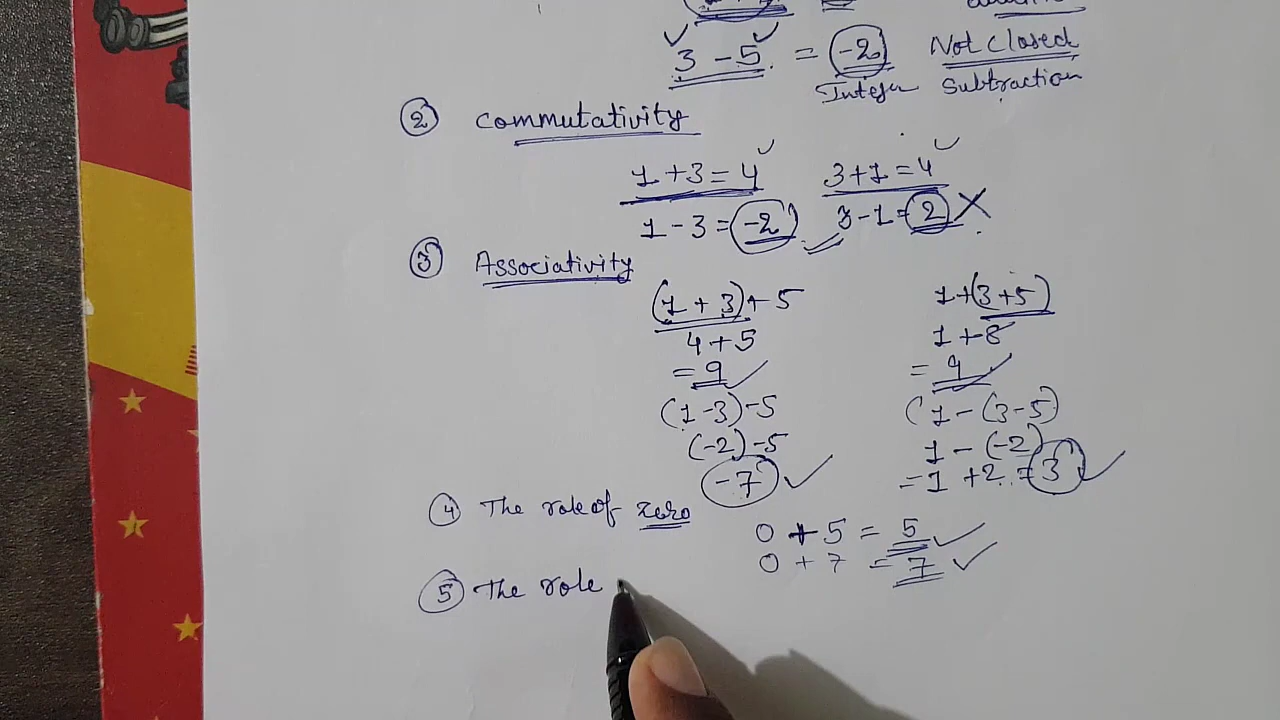 3 - 5 = -2 Not closed
Integer Subtraction
② Commutativity
1 + 3 = 4 3 + 1 = 4
1 - 3 = -2 3 - 1 = 2 ✗
③ Associativity
(1 + 3) + 5 1 + (3 + 5)
4 + 5 1 + 8
= 9 ✓ = 9 ✓
(1 - 3) - 5 (1 - (3 - 5)
(-2) - 5 1 - (-2)
-7 ✓ = 1 + 2 = 3 ✓
④ The role of zero 0 + 5 = 5 ✓
0 + 7 = 7 ✓
⑤ The role